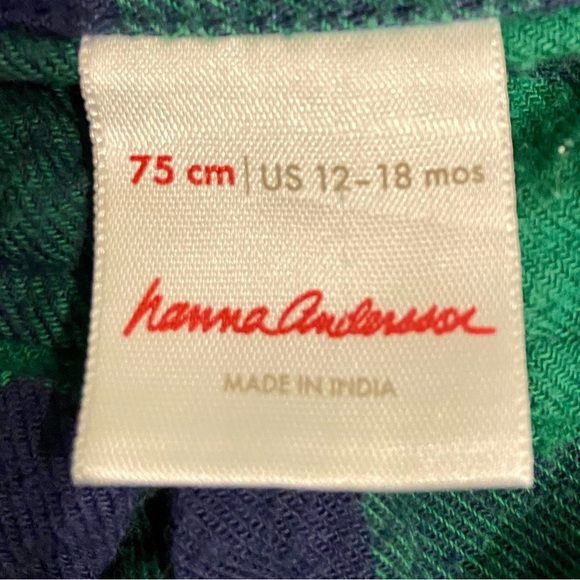 75 cm | US 12-18 mos
hanna andersson
MADE IN INDIA